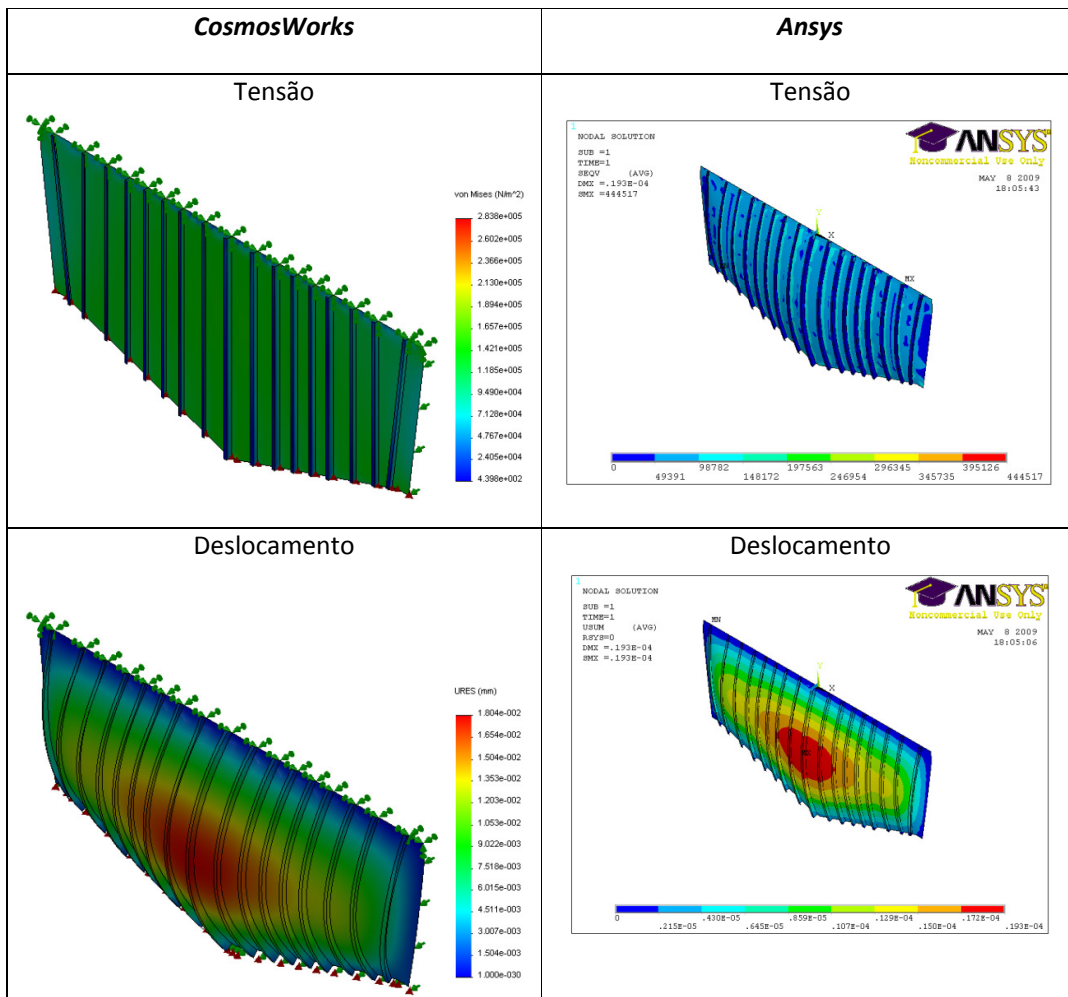 CosmosWorks
Ansys
Tensão
von Mises (N/m^2)
2.838e+005
2.602e+005
2.366e+005
2.130e+005
1.894e+005
1.657e+005
1.421e+005
1.185e+005
9.490e+004
7.128e+004
4.767e+004
2.405e+004
4.398e+002
Tensão
1
NODAL SOLUTION
SUB =1
TIME=1
SEQV (AVG)
DMX =.193E-04
SMX =444517
ANSYS
Noncommercial Use Only
MAY 8 2009
18:05:43
Y
X
MX
0 98782 197563 296345 395126
49391 148172 246954 345735 444517
Deslocamento
URES (mm)
1.804e-002
1.654e-002
1.504e-002
1.353e-002
1.203e-002
1.053e-002
9.022e-003
7.518e-003
6.015e-003
4.511e-003
3.007e-003
1.504e-003
1.000e-030
Deslocamento
1
NODAL SOLUTION
SUB =1
TIME=1
USUM (AVG)
RSYS=0
DMX =.193E-04
SMX =.193E-04
ANSYS
Noncommercial Use Only
MAY 8 2009
18:05:06
MN
Y
X
MX
0 .430E-05 .859E-05 .129E-04 .172E-04
.215E-05 .645E-05 .107E-04 .150E-04 .193E-04